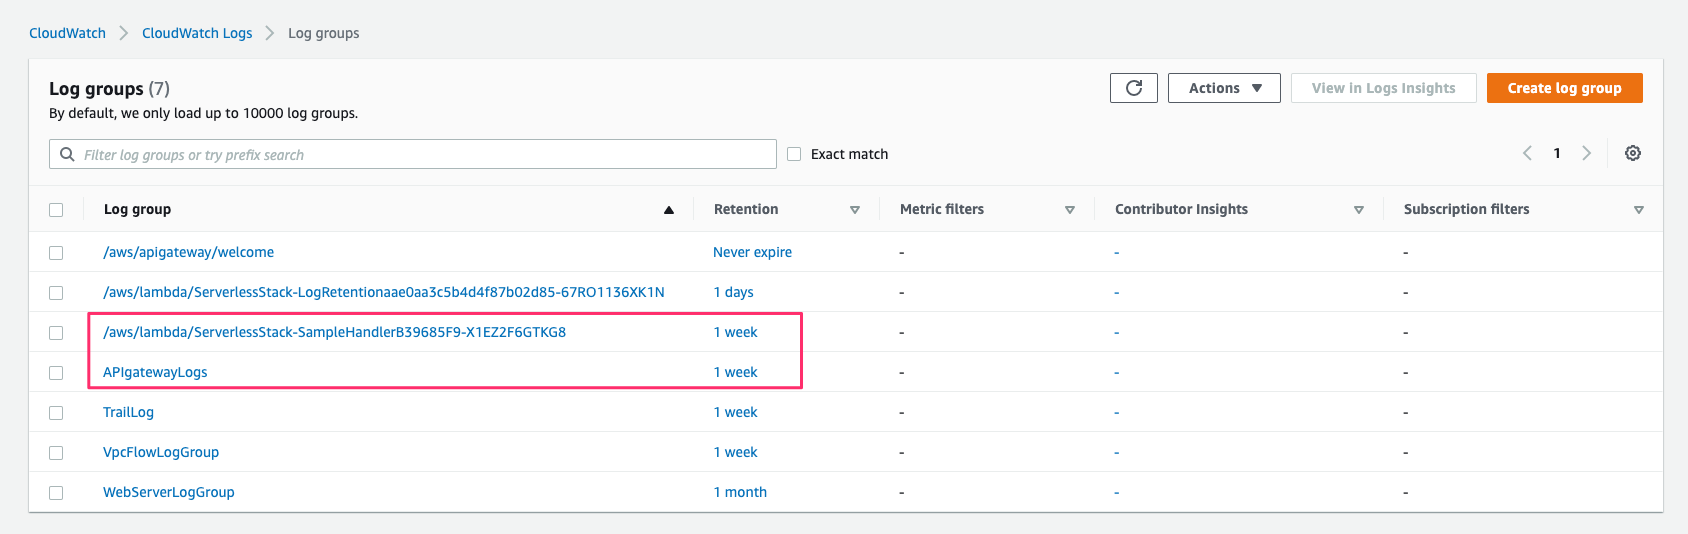 CloudWatch > CloudWatch Logs > Log groups
Log groups (7)
By default, we only load up to 10000 log groups.
Actions ▼ View in Logs Insights Create log group
Filter log groups or try prefix search Exact match < 1 >
Log group ▲ Retention ▽ Metric filters ▽ Contributor Insights ▽ Subscription filters ▽
/aws/apigateway/welcome Never expire - - -
/aws/lambda/ServerlessStack-LogRetentionaae0aa3c5b4d4f87b02d85-67RO1136XK1N 1 days - - -
/aws/lambda/ServerlessStack-SampleHandlerB39685F9-X1EZ2F6GTKG8 1 week - - -
APIgatewayLogs 1 week - - -
TrailLog 1 week - - -
VpcFlowLogGroup 1 week - - -
WebServerLogGroup 1 month - - -